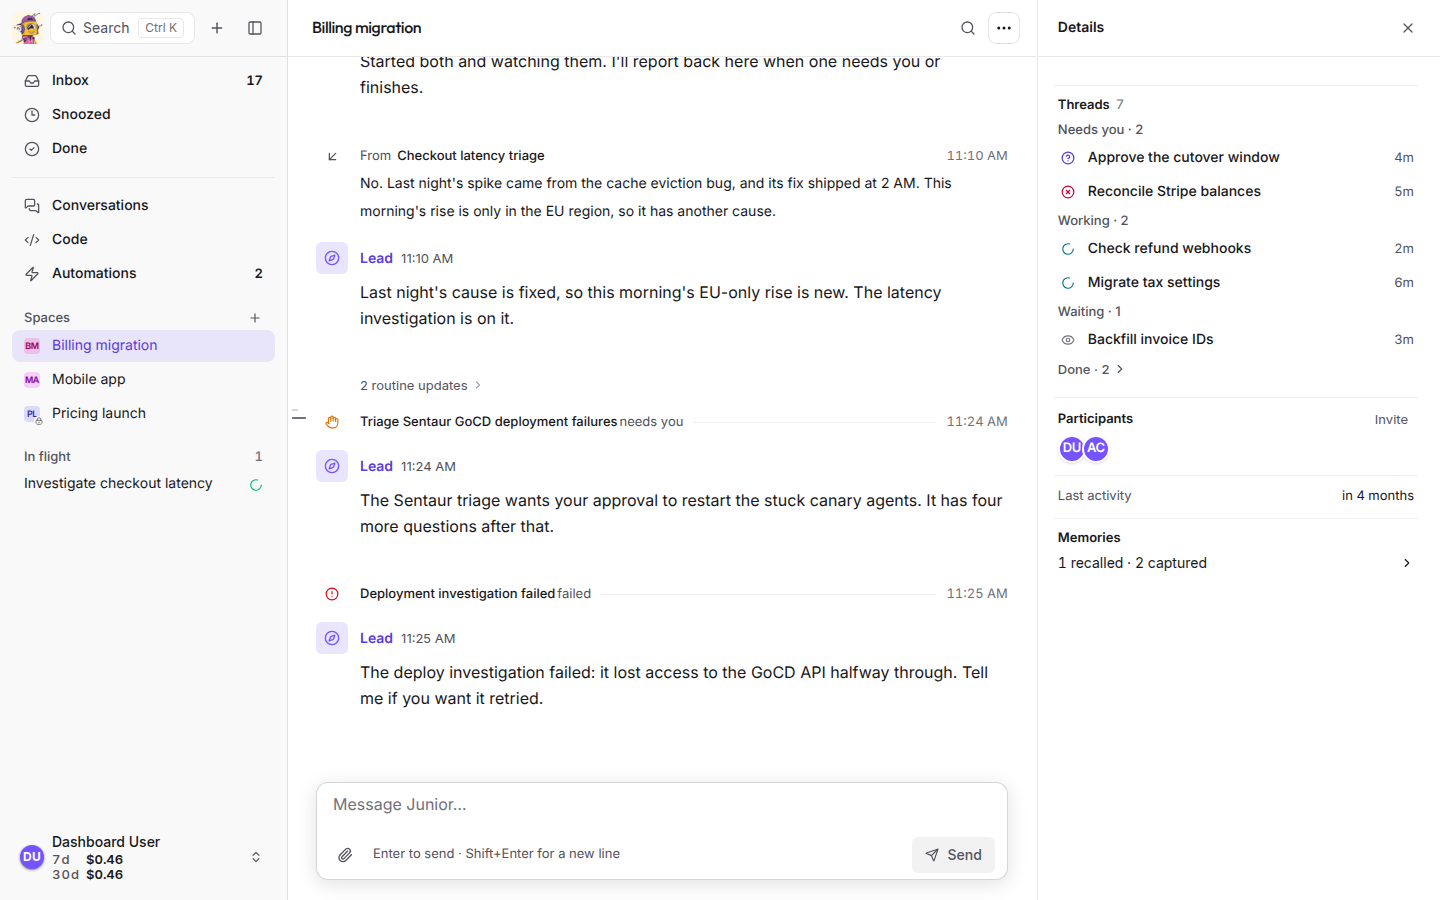 Search Ctrl K
Inbox 17
Snoozed
Done
Conversations
Code
Automations 2
Spaces
BM Billing migration
MA Mobile app
PL Pricing launch
In flight 1
Investigate checkout latency
DU Dashboard User
7d $0.46
30d $0.46
Billing migration
Started both and watching them. I'll report back here when one needs you or
finishes.
From Checkout latency triage 11:10 AM
No. Last night's spike came from the cache eviction bug, and its fix shipped at 2 AM. This
morning's rise is only in the EU region, so it has another cause.
Lead 11:10 AM
Last night's cause is fixed, so this morning's EU-only rise is new. The latency
investigation is on it.
2 routine updates
Triage Sentaur GoCD deployment failures needs you 11:24 AM
Lead 11:24 AM
The Sentaur triage wants your approval to restart the stuck canary agents. It has four
more questions after that.
Deployment investigation failed failed 11:25 AM
Lead 11:25 AM
The deploy investigation failed: it lost access to the GoCD API halfway through. Tell
me if you want it retried.
Message Junior...
Enter to send · Shift+Enter for a new line
Send
Details
Threads 7
Needs you · 2
Approve the cutover window 4m
Reconcile Stripe balances 5m
Working · 2
Check refund webhooks 2m
Migrate tax settings 6m
Waiting · 1
Backfill invoice IDs 3m
Done · 2
Participants Invite
DU AC
Last activity in 4 months
Memories
1 recalled · 2 captured